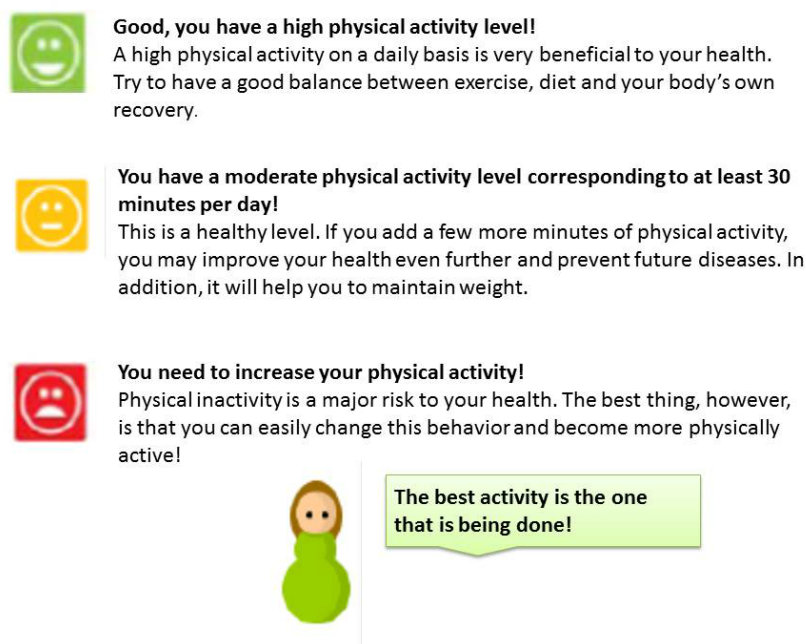 Good, you have a high physical activity level!
A high physical activity on a daily basis is very beneficial to your health.
Try to have a good balance between exercise, diet and your body's own
recovery.
You have a moderate physical activity level corresponding to at least 30
minutes per day!
This is a healthy level. If you add a few more minutes of physical activity,
you may improve your health even further and prevent future diseases. In
addition, it will help you to maintain weight.
You need to increase your physical activity!
Physical inactivity is a major risk to your health. The best thing, however,
is that you can easily change this behavior and become more physically
active!
The best activity is the one
that is being done!